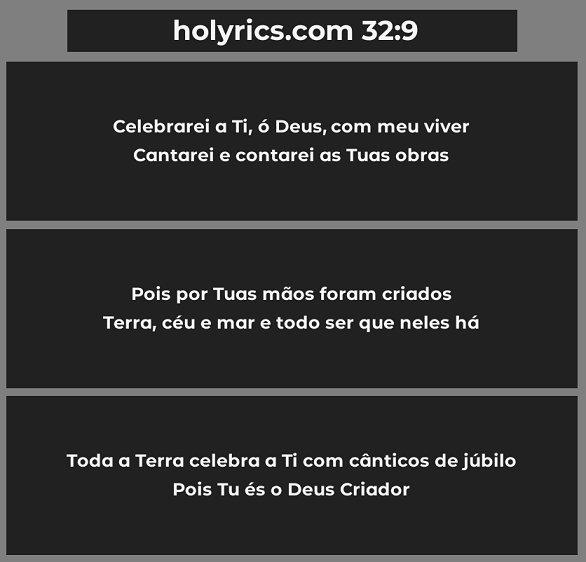 holyrics.com 32:9
Celebrarei a Ti, ó Deus, com meu viver
Cantarei e contarei as Tuas obras
Pois por Tuas mãos foram criados
Terra, céu e mar e todo ser que neles há
Toda a Terra celebra a Ti com cânticos de júbilo
Pois Tu és o Deus Criador